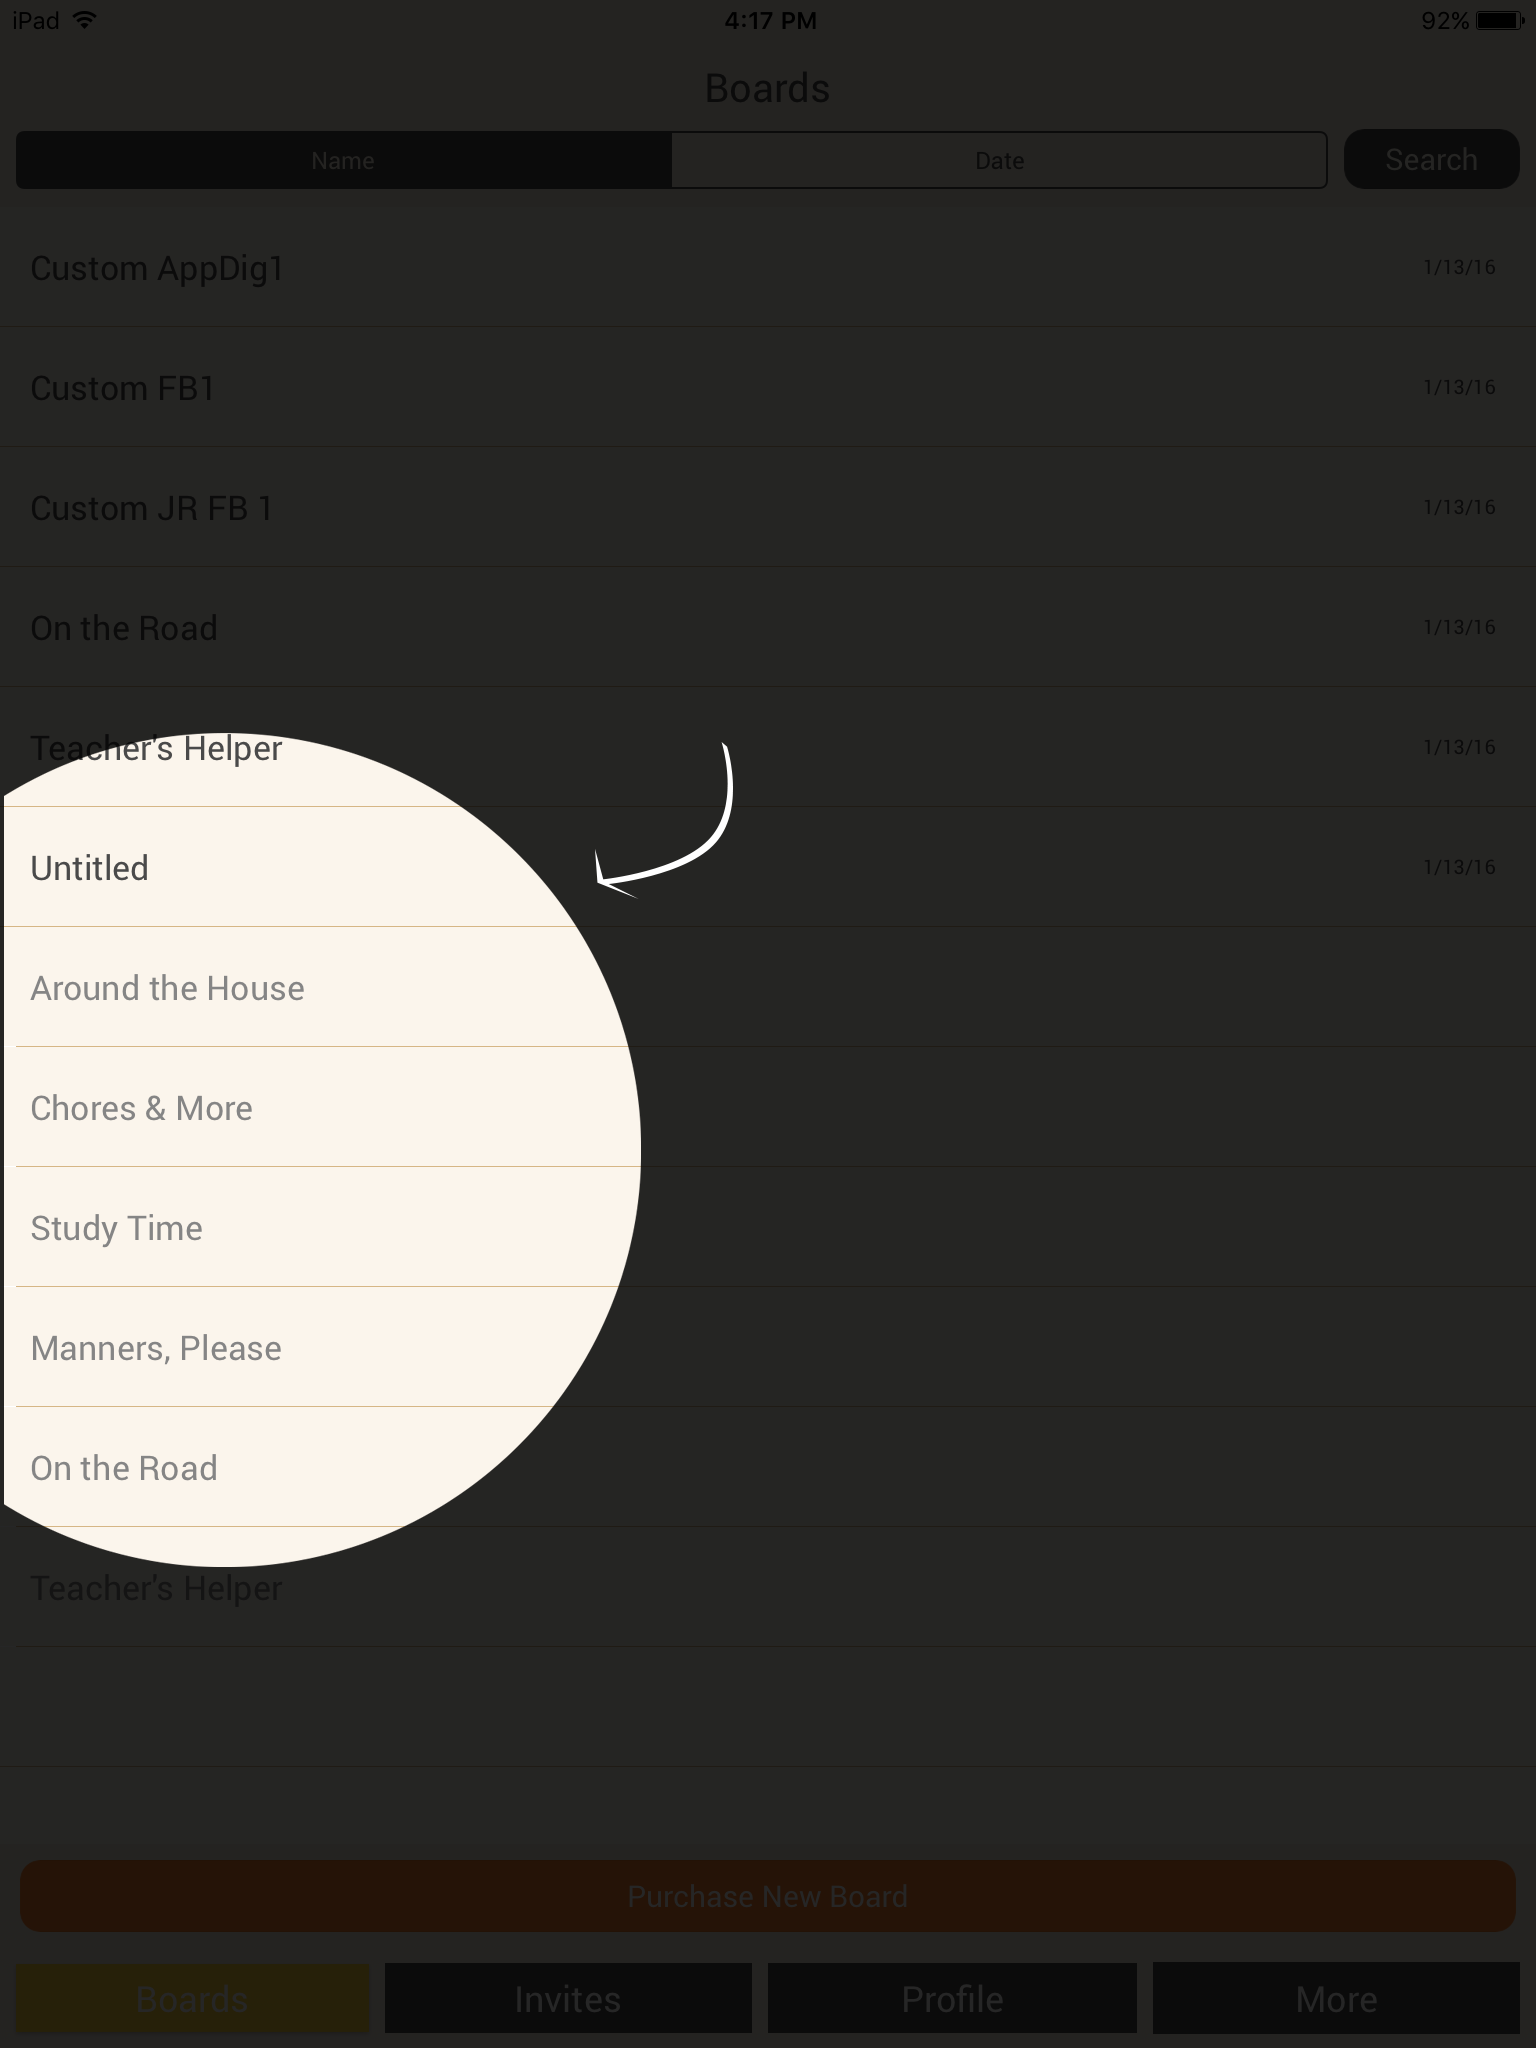 iPad 4:17 PM 92%
Boards
Name Date Search
Custom AppDig1 1/13/16
Custom FB1 1/13/16
Custom JR FB 1 1/13/16
On the Road 1/13/16
Teacher's Helper 1/13/16
Untitled 1/13/16
Around the House
Chores & More
Study Time
Manners, Please
On the Road
Teacher's Helper
Purchase New Board
Boards Invites Profile More